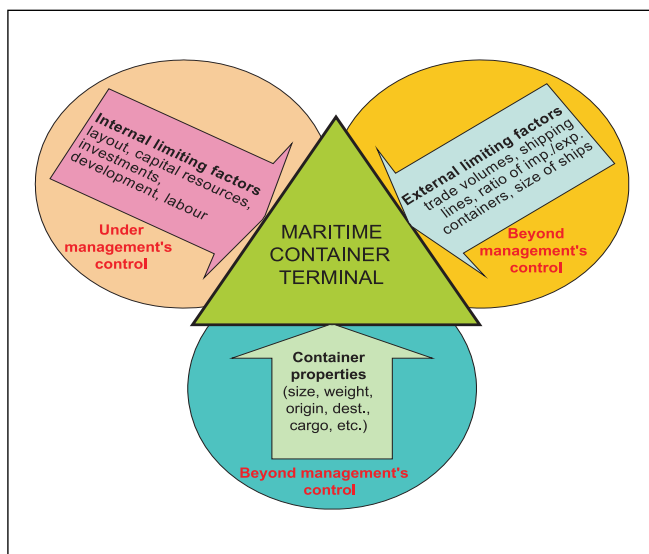 Internal limiting factors
layout, capital resources,
investments,
development, labour
Under
management's
control
External limiting factors
trade volumes, shipping
lines, ratio of imp./exp.
containers, size of ships
Beyond
management's
control
MARITIME
CONTAINER
TERMINAL
Container
properties
(size, weight,
origin, dest.,
cargo, etc.)
Beyond management's
control